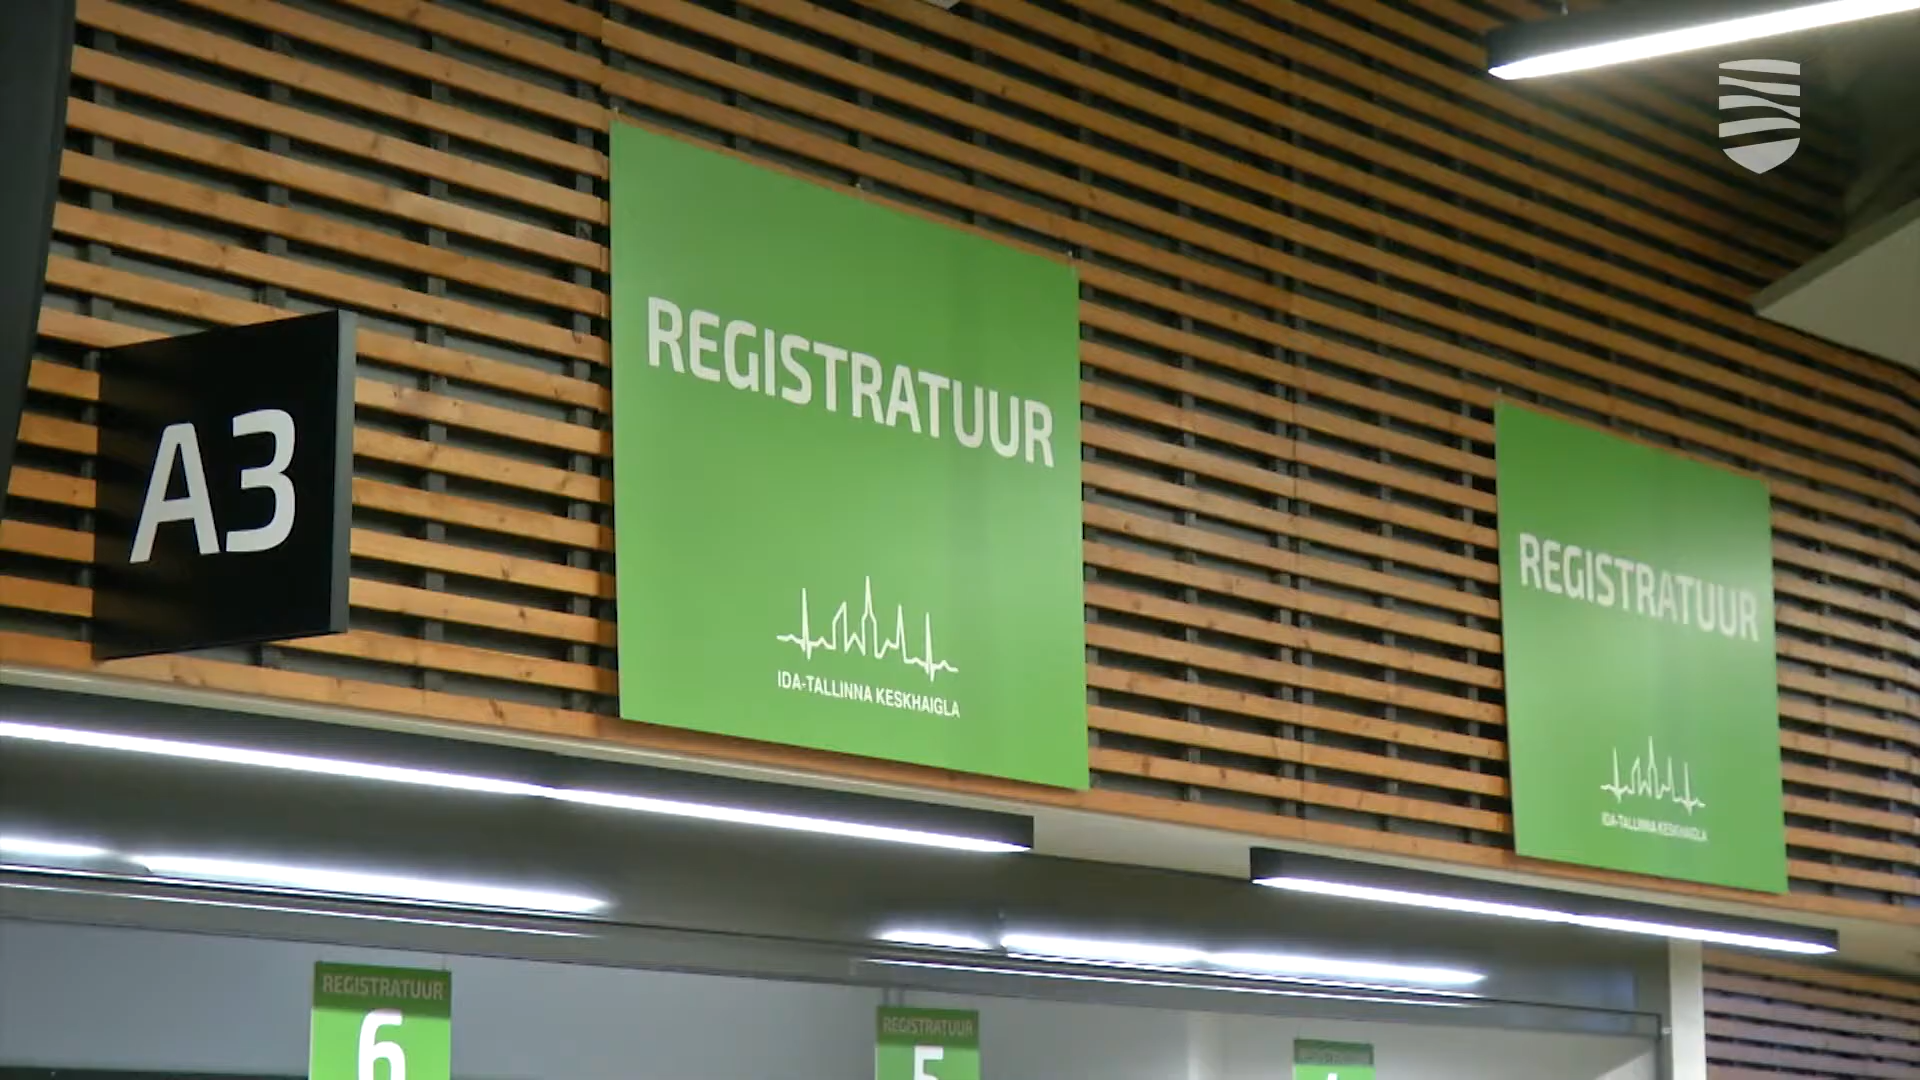 A3
REGISTRATUUR
IDA-TALLINNA KESKHAIGLA
REGISTRATUUR
IDA-TALLINNA KESKHAIGLA
REGISTRATUUR
6
REGISTRATUUR
5